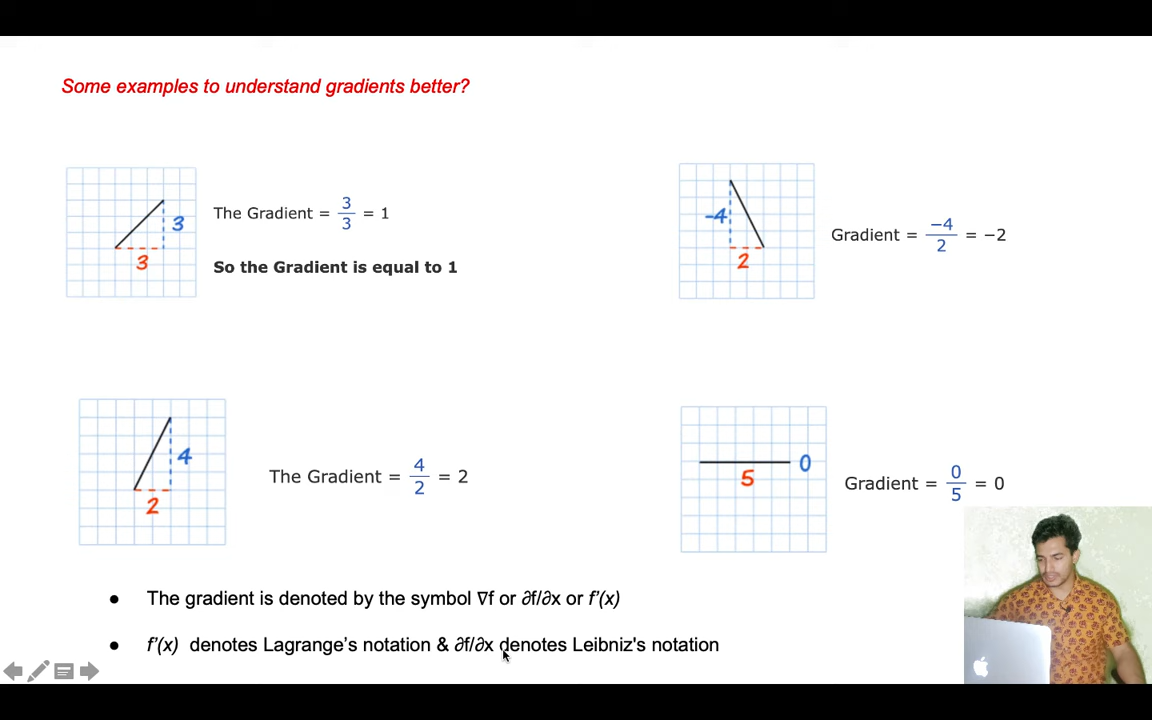 Some examples to understand gradients better?
3
3
The Gradient = 3/3 = 1
So the Gradient is equal to 1
-4
2
Gradient = −4/2 = −2
4
2
The Gradient = 4/2 = 2
0
5
Gradient = 0/5 = 0
● The gradient is denoted by the symbol ∇f or ∂f/∂x or f’(x)
● f’(x) denotes Lagrange’s notation & ∂f/∂x denotes Leibniz's notation